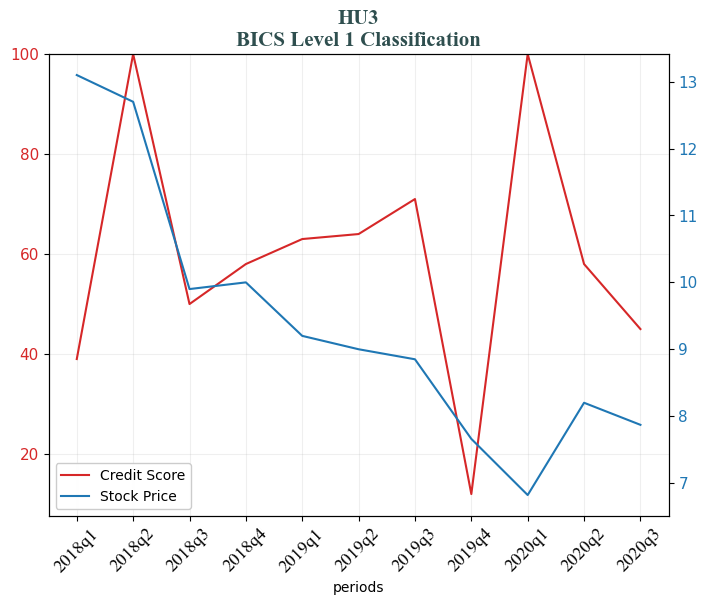 HU3
BICS Level 1 Classification
100
80
60
40
20
13
12
11
10
9
8
7
Credit Score
Stock Price
2018q1
2018q2
2018q3
2018q4
2019q1
2019q2
2019q3
2019q4
2020q1
2020q2
2020q3
periods